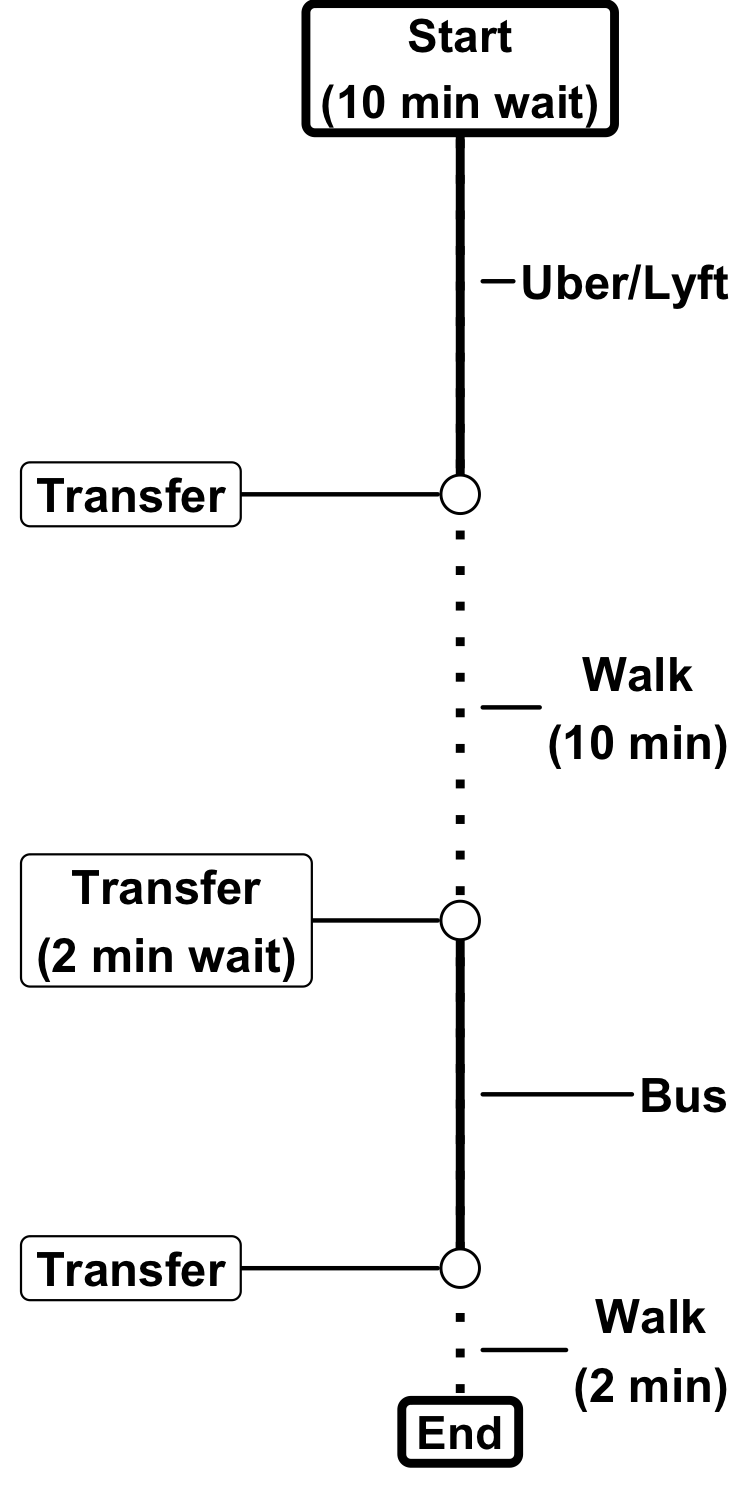 Start
(10 min wait)
Uber/Lyft
Transfer
Walk
(10 min)
Transfer
(2 min wait)
Bus
Transfer
Walk
(2 min)
End